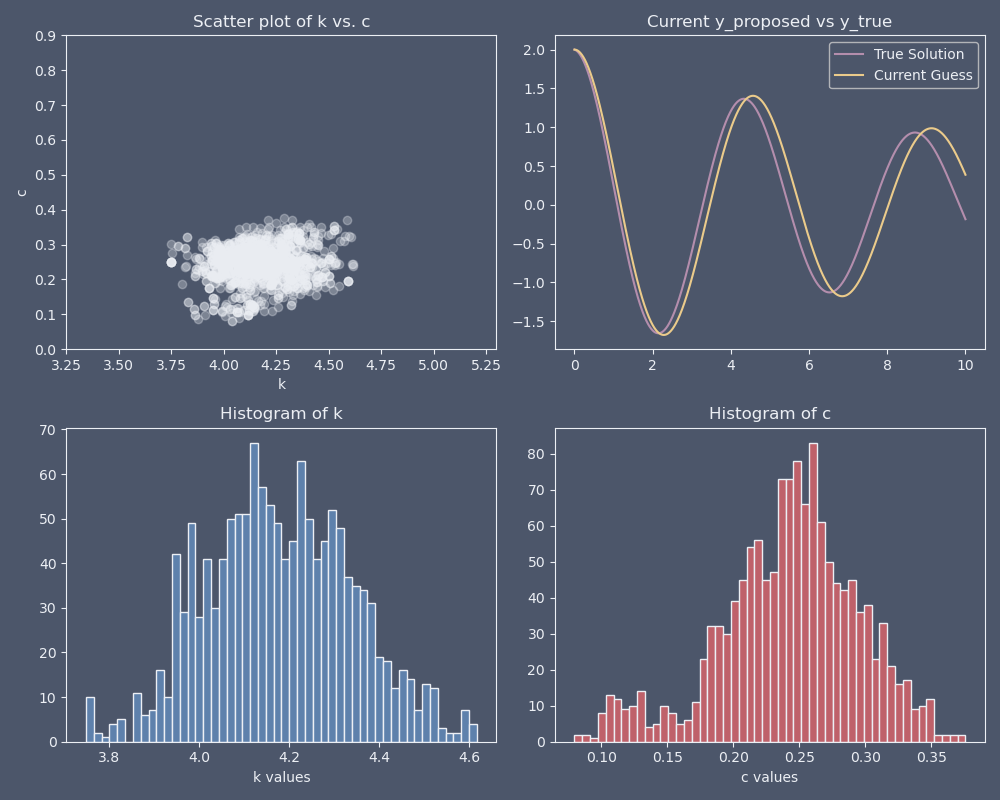 Scatter plot of k vs. c
0.9
0.8
0.7
0.6
0.5
0.4
0.3
0.2
0.1
0.0
c
3.25 3.50 3.75 4.00 4.25 4.50 4.75 5.00 5.25
k
Current y_proposed vs y_true
True Solution
Current Guess
2.0
1.5
1.0
0.5
0.0
−0.5
−1.0
−1.5
0 2 4 6 8 10
Histogram of k
70
60
50
40
30
20
10
0
3.8 4.0 4.2 4.4 4.6
k values
Histogram of c
80
70
60
50
40
30
20
10
0
0.10 0.15 0.20 0.25 0.30 0.35
c values